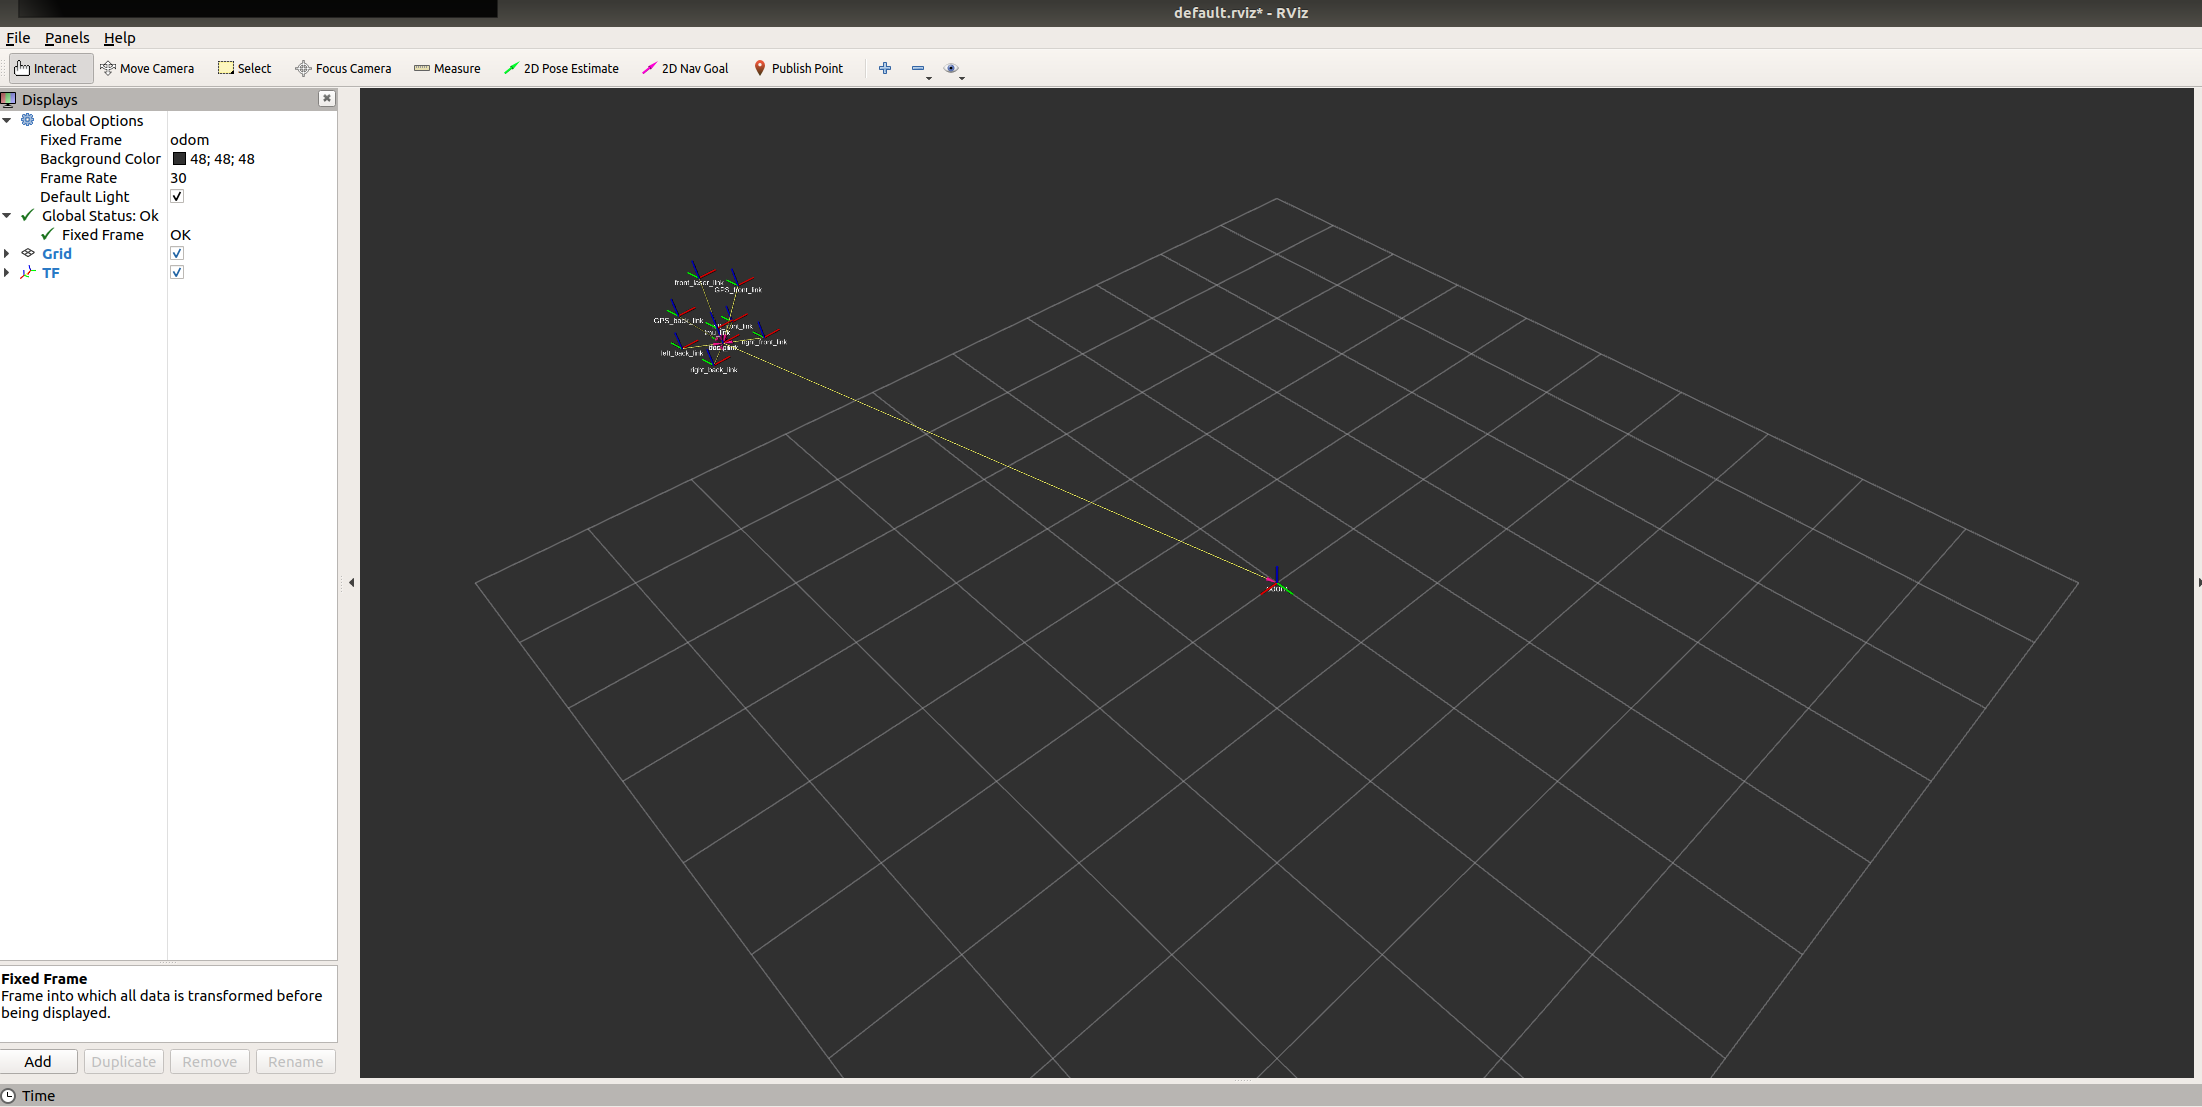 default.rviz* - RViz
File Panels Help
Interact Move Camera Select Focus Camera Measure 2D Pose Estimate 2D Nav Goal Publish Point
Displays
Global Options
Fixed Frame odom
Background Color 48; 48; 48
Frame Rate 30
Default Light
Global Status: Ok
Fixed Frame OK
Grid
TF
front_laser_link
GPS_front_link
GPS_back_link
imu_link
right_front_link
left_back_link
right_back_link
odom
Fixed Frame
Frame into which all data is transformed before
being displayed.
Add Duplicate Remove Rename
Time